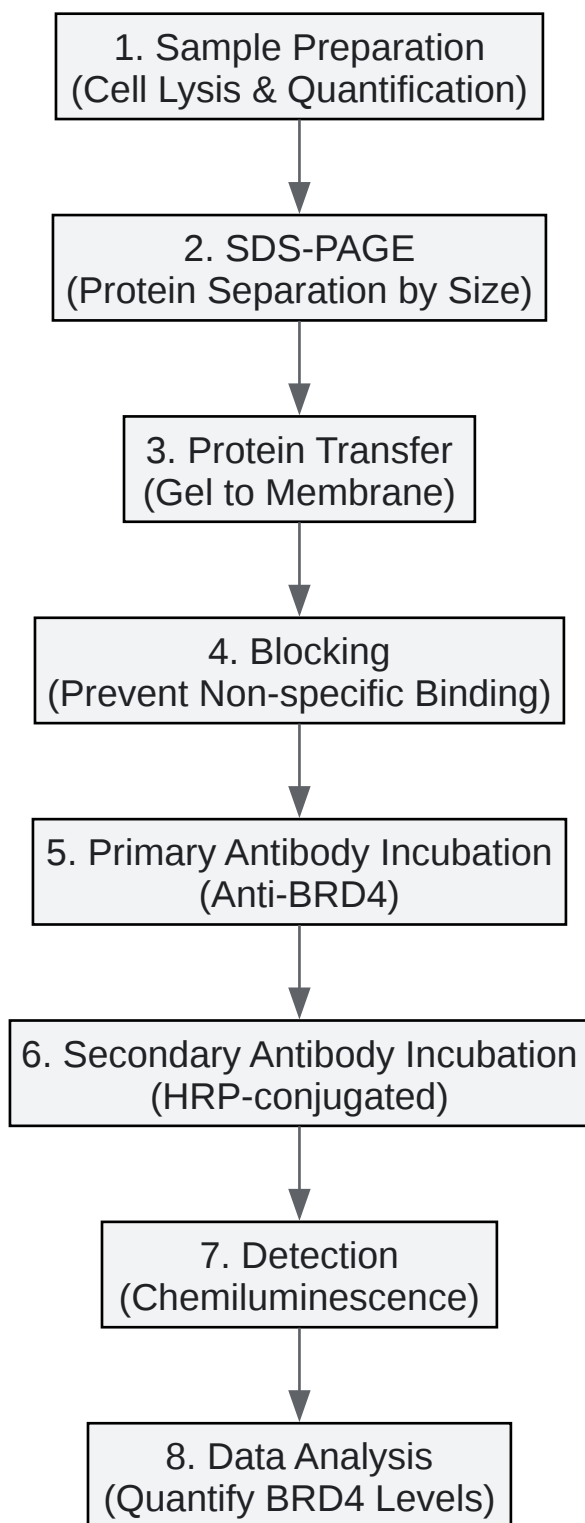 1. Sample Preparation
(Cell Lysis & Quantification)
2. SDS-PAGE
(Protein Separation by Size)
3. Protein Transfer
(Gel to Membrane)
4. Blocking
(Prevent Non-specific Binding)
5. Primary Antibody Incubation
(Anti-BRD4)
6. Secondary Antibody Incubation
(HRP-conjugated)
7. Detection
(Chemiluminescence)
8. Data Analysis
(Quantify BRD4 Levels)